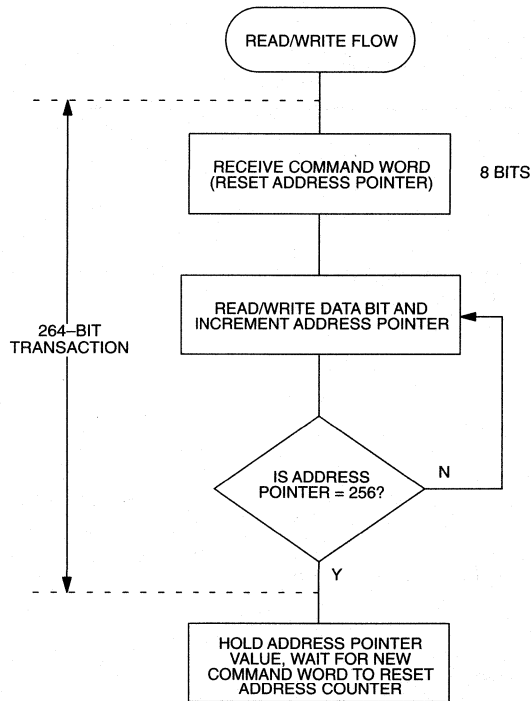 READ/WRITE FLOW
RECEIVE COMMAND WORD
(RESET ADDRESS POINTER)
8 BITS
READ/WRITE DATA BIT AND
INCREMENT ADDRESS POINTER
264–BIT
TRANSACTION
IS ADDRESS
POINTER = 256?
N
Y
HOLD ADDRESS POINTER
VALUE, WAIT FOR NEW
COMMAND WORD TO RESET
ADDRESS COUNTER